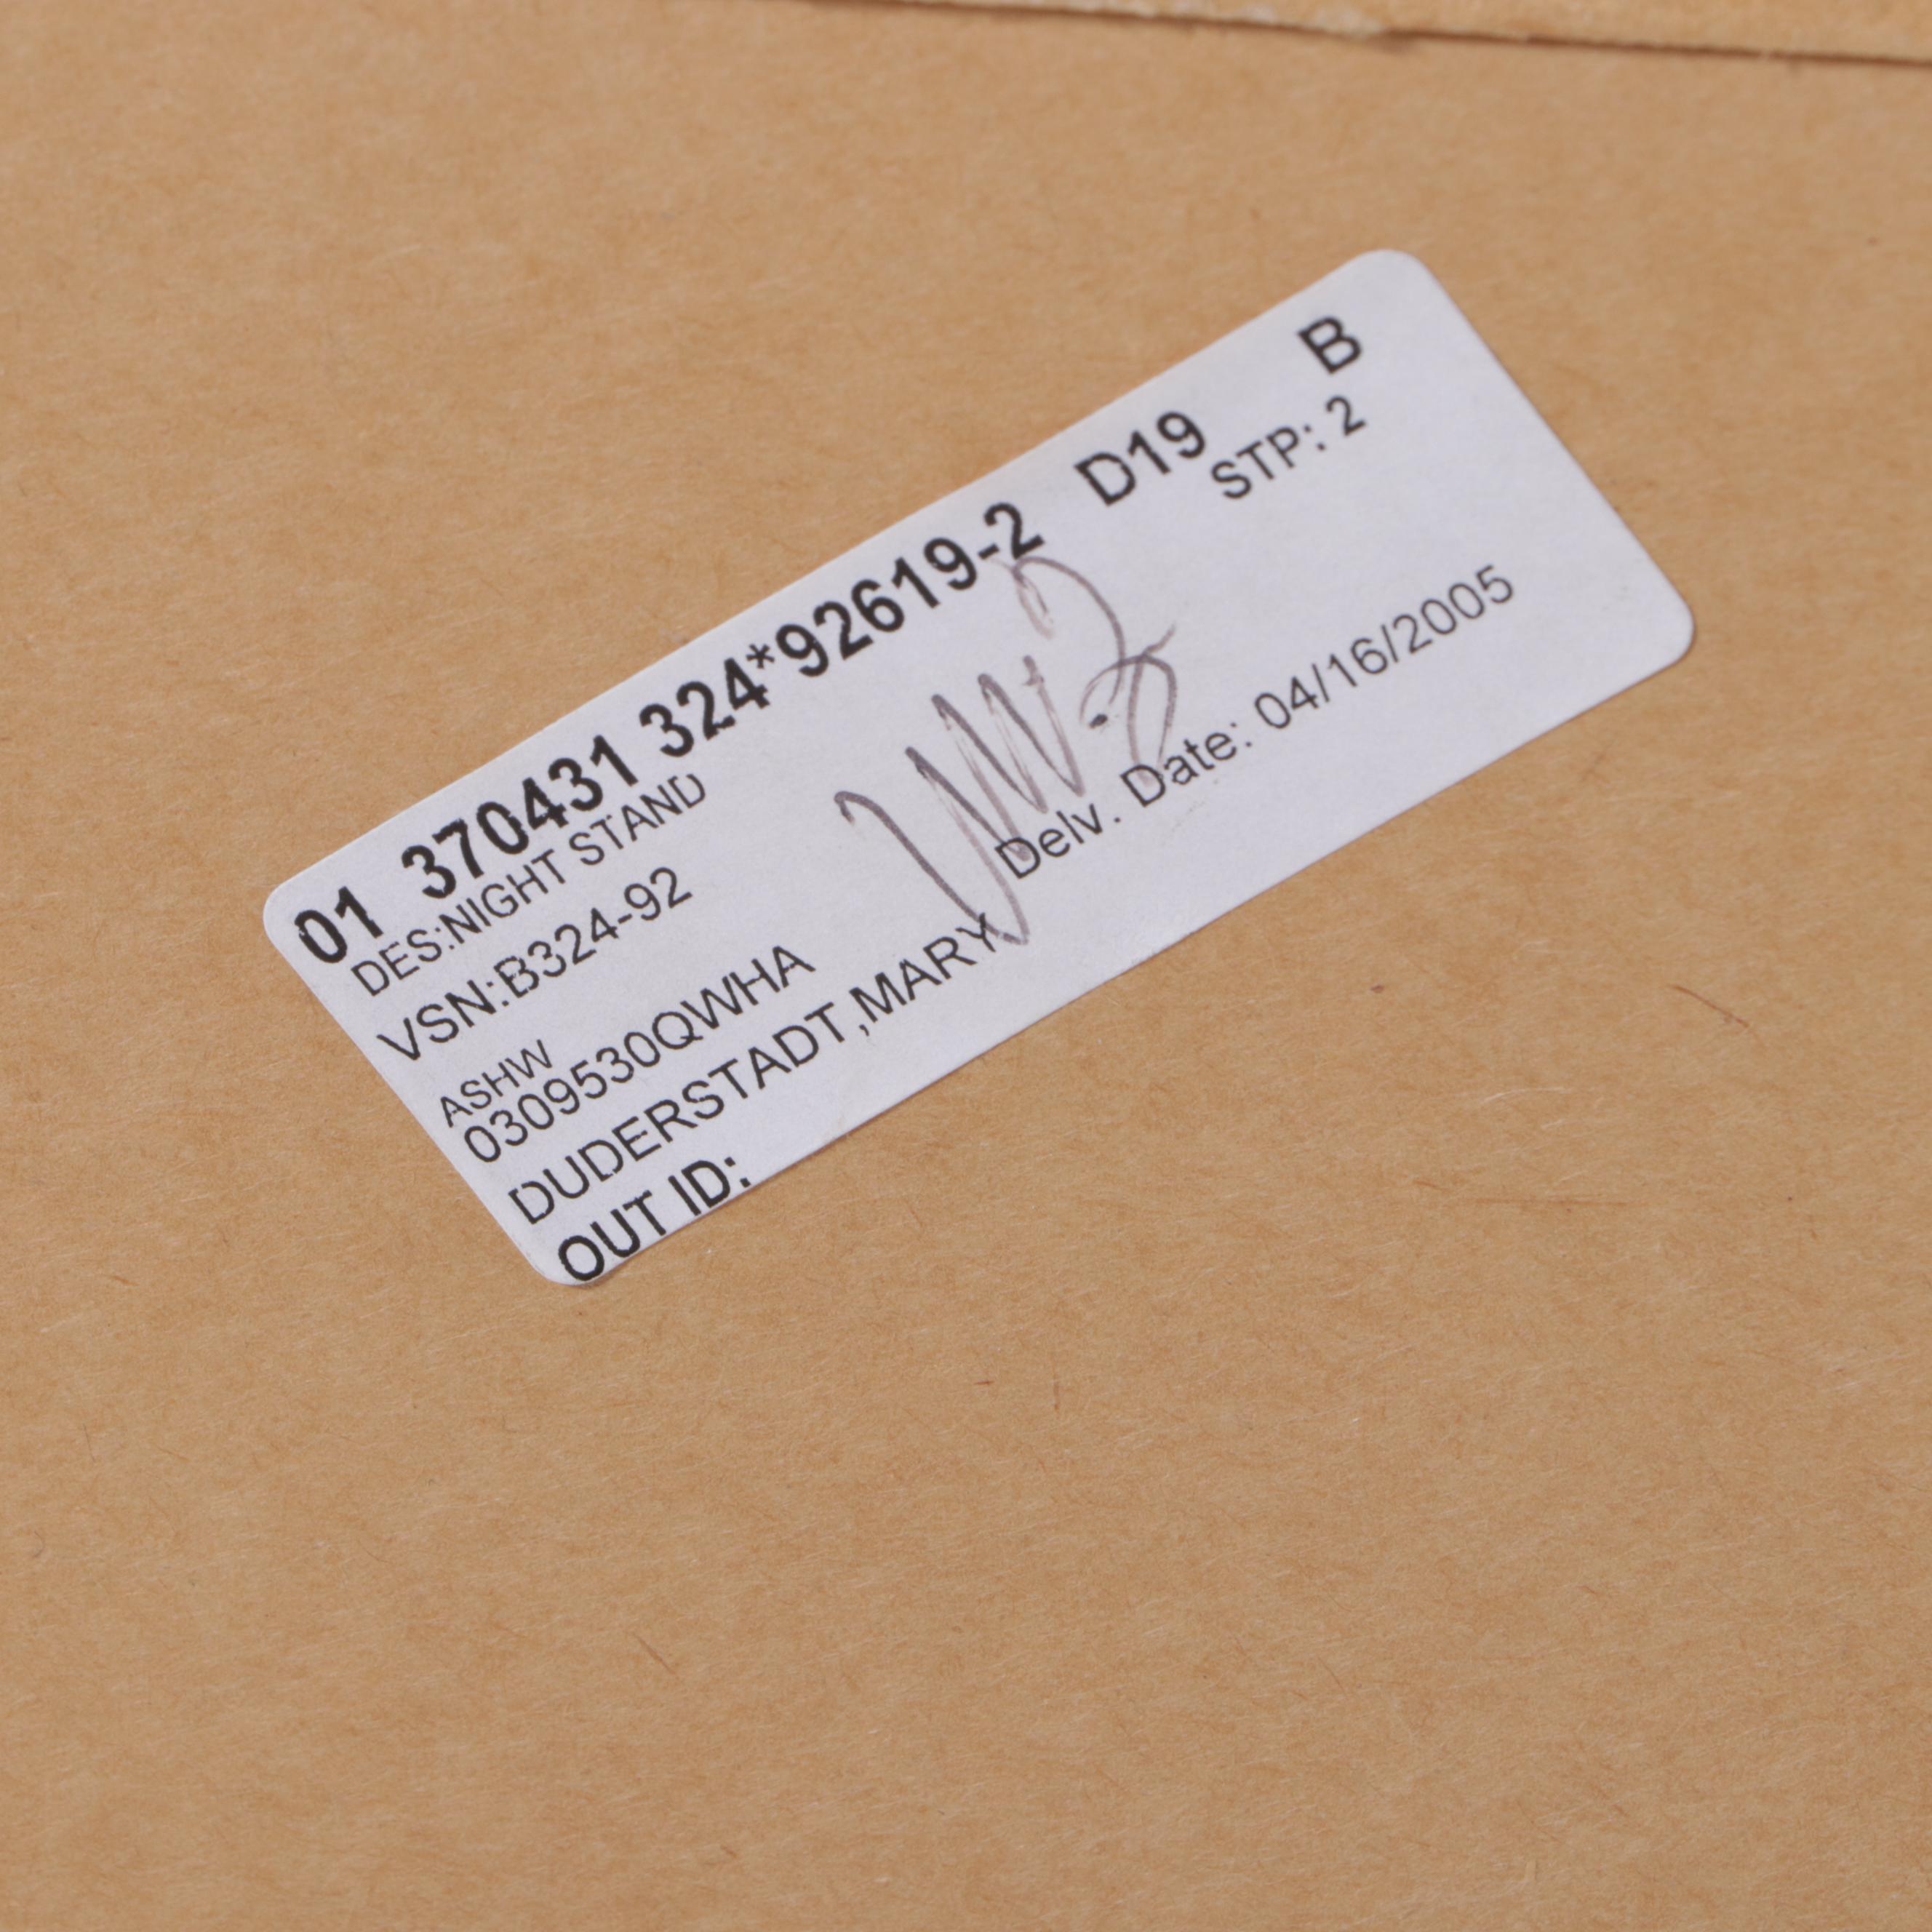 01 370431 324*92619-2 D19 B
DES:NIGHT STAND STP: 2
VSN:B324-92
ASHW
0309530QWHA Delv. Date: 04/16/2005
DUDERSTADT,MARY
OUT ID: